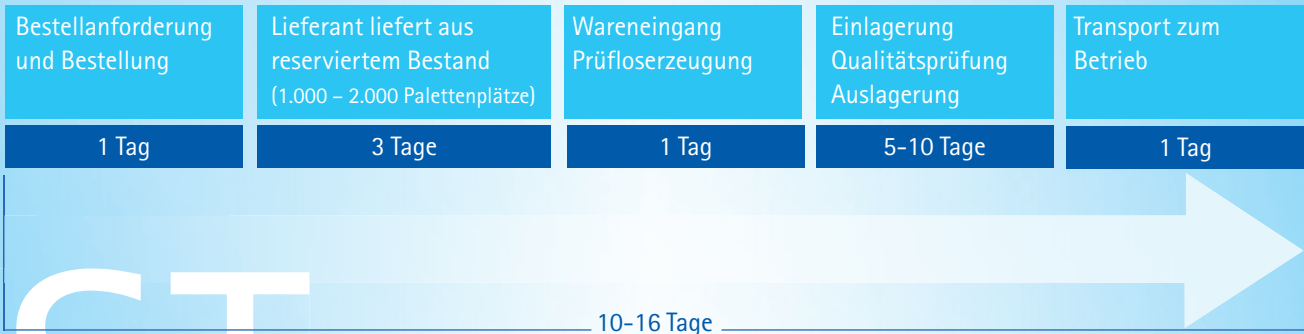 Bestellanforderung
und Bestellung
Lieferant liefert aus
reserviertem Bestand
(1.000 – 2.000 Palettenplätze)
Wareneingang
Prüfloserzeugung
Einlagerung
Qualitätsprüfung
Auslagerung
Transport zum
Betrieb
1 Tag
3 Tage
1 Tag
5-10 Tage
1 Tag
10-16 Tage